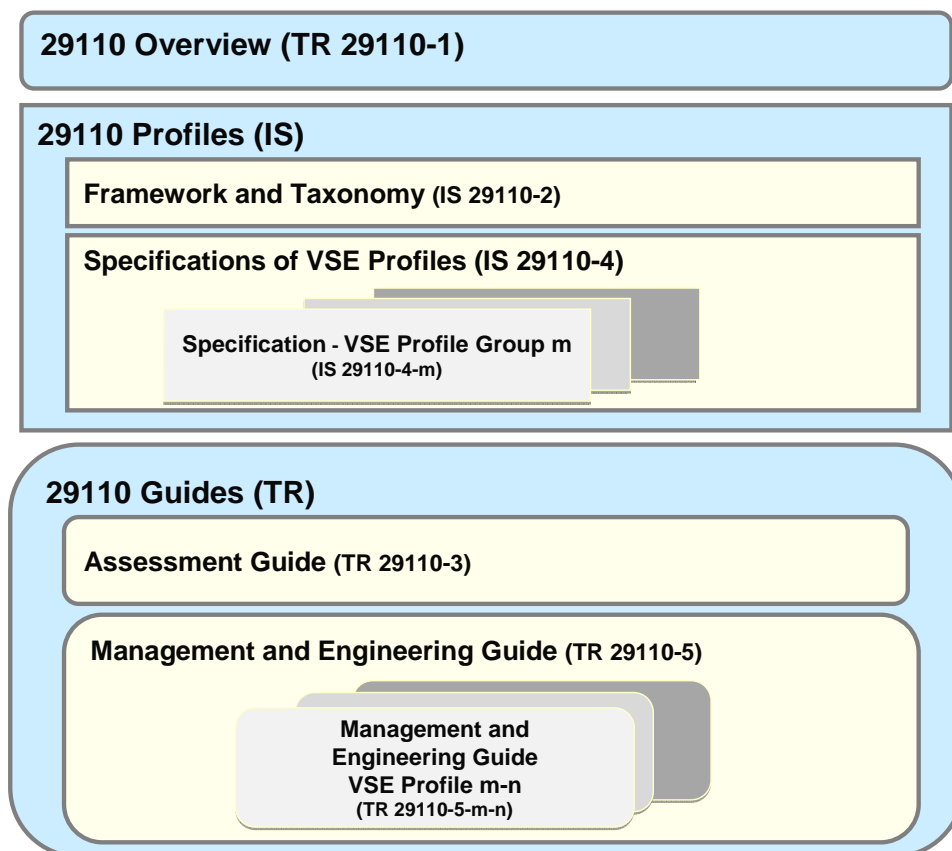 29110 Overview (TR 29110-1)
29110 Profiles (IS)
Framework and Taxonomy (IS 29110-2)
Specifications of VSE Profiles (IS 29110-4)
Specification - VSE Profile Group m
(IS 29110-4-m)
29110 Guides (TR)
Assessment Guide (TR 29110-3)
Management and Engineering Guide (TR 29110-5)
Management and
Engineering Guide
VSE Profile m-n
(TR 29110-5-m-n)